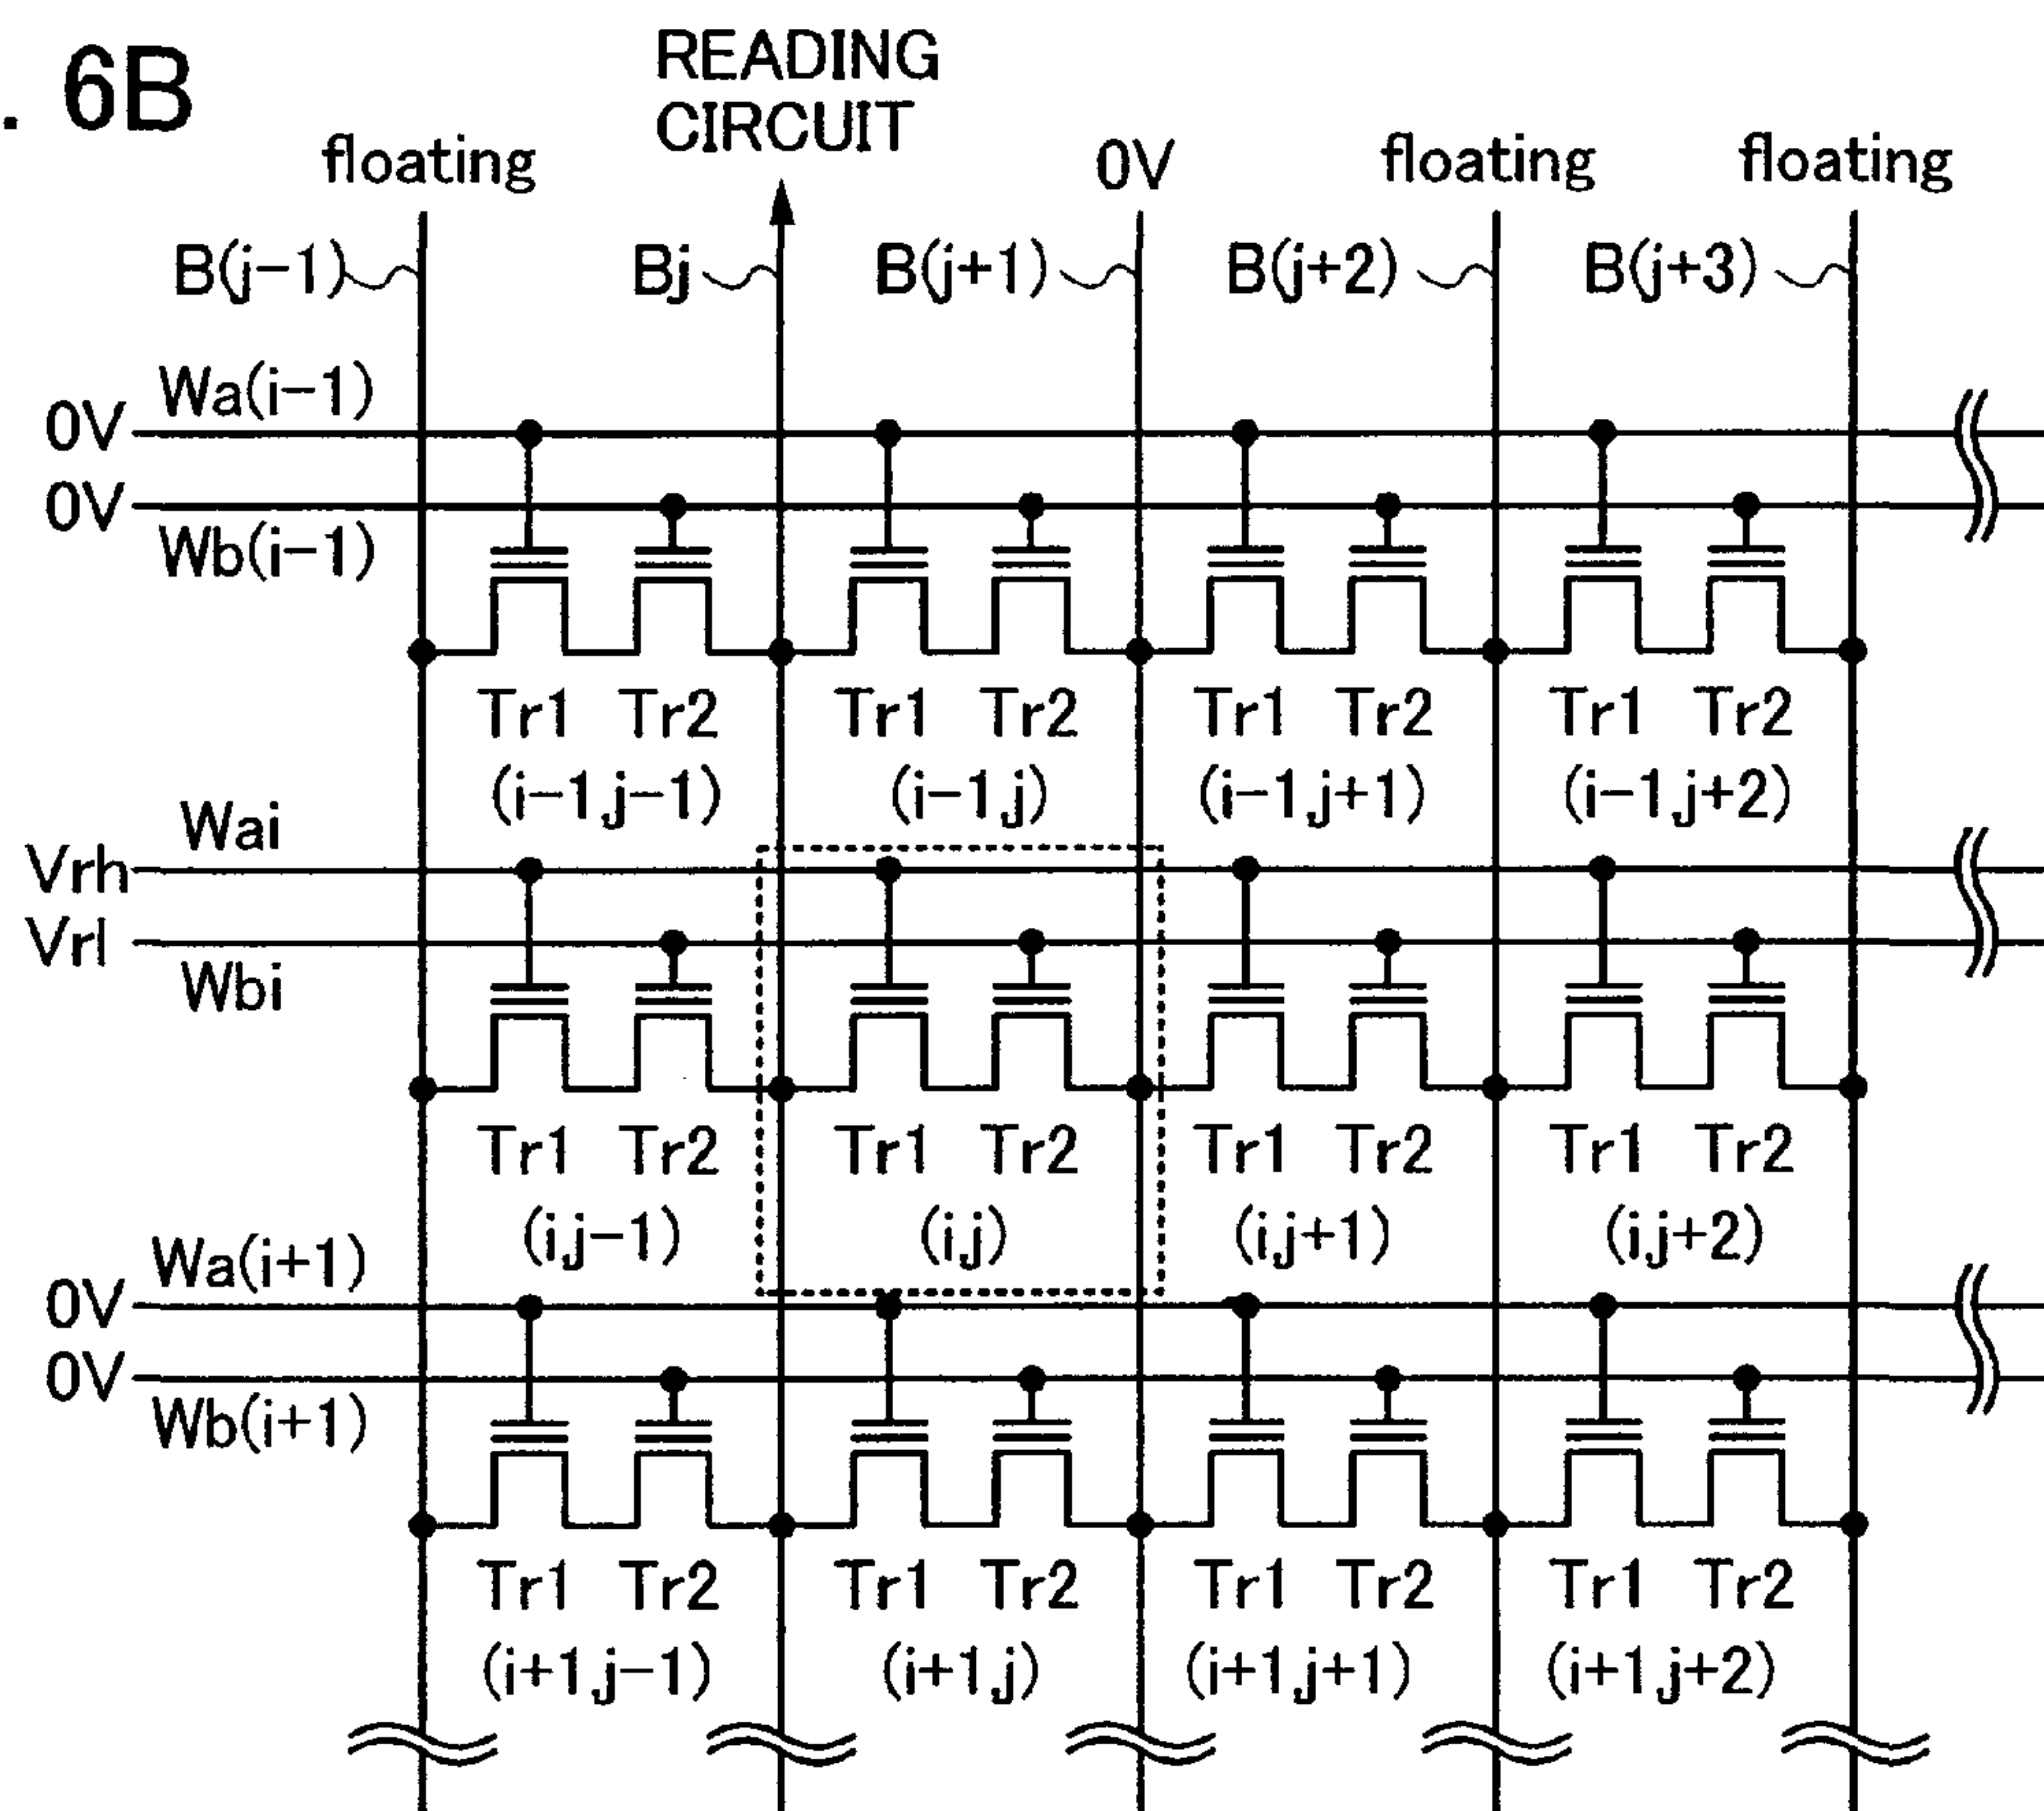 . 6B
READING
CIRCUIT
floating
0V
floating
floating
B(j-1)
Bj
B(j+1)
B(j+2)
B(j+3)
Wa(i-1)
0V
0V
Wb(i-1)
Tr1 Tr2 Tr1 Tr2 Tr1 Tr2 Tr1 Tr2
(i-1,j-1) (i-1,j) (i-1,j+1) (i-1,j+2)
Wai
Vrh
Vrl
Wbi
Tr1 Tr2 Tr1 Tr2 Tr1 Tr2 Tr1 Tr2
(i,j-1) (i,j) (i,j+1) (i,j+2)
Wa(i+1)
0V
0V
Wb(i+1)
Tr1 Tr2 Tr1 Tr2 Tr1 Tr2 Tr1 Tr2
(i+1,j-1) (i+1,j) (i+1,j+1) (i+1,j+2)